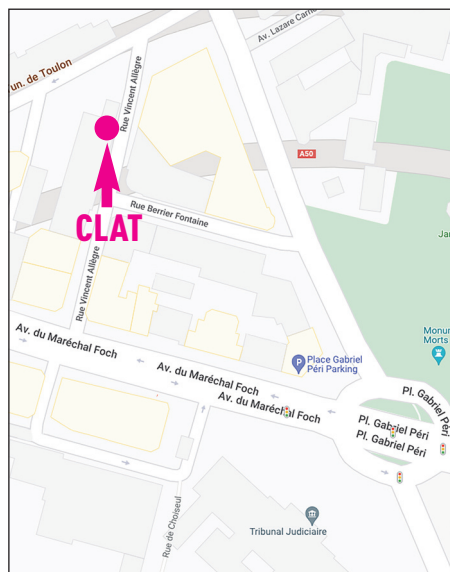 Av. Lazare Carn
un. de Toulon
Rue Vincent Allègre
A50
Rue Berrier Fontaine
CLAT
Jar
Rue Vincent Allègre
Monum
Morts
Av. du Maréchal Foch
Place Gabriel
Péri Parking
Av. du Maréchal Foch
Av. du Maréchal Foch
Pl. Gabriel Péri
Pl. Gabriel Péri
Pl. Gabriel Péri
Rue de Choiseul
Tribunal Judiciaire